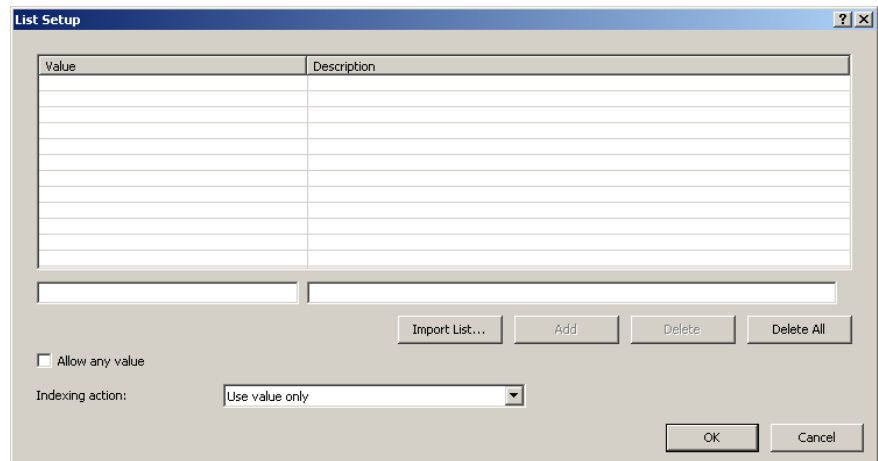 List Setup
Value Description
Import List... Add Delete Delete All
Allow any value
Indexing action: Use value only
OK Cancel